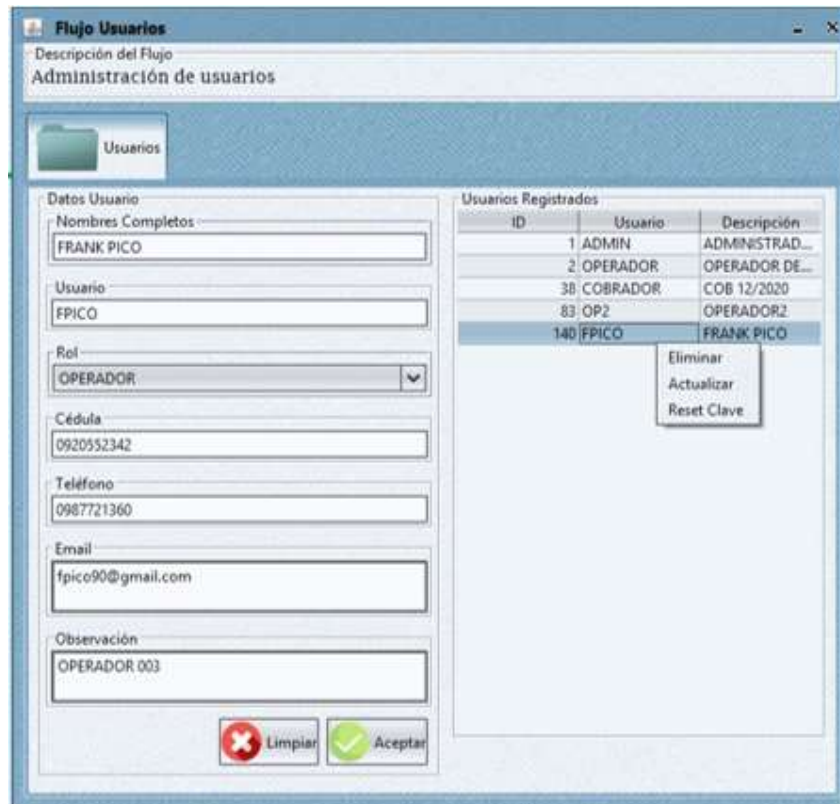 Flujo Usuarios
Descripción del Flujo
Administración de usuarios
Usuarios
Datos Usuario
Nombres Completos
FRANK PICO
Usuario
FPICO
Rol
OPERADOR
Cédula
0920552342
Teléfono
0987721360
Email
fpico90@gmail.com
Observación
OPERADOR 003
Limpiar Aceptar
Usuarios Registrados
ID Usuario Descripción
1 ADMIN ADMINISTRAD...
2 OPERADOR OPERADOR DE...
38 COBRADOR COB 12/2020
83 OP2 OPERADOR2
140 FPICO FRANK PICO
Eliminar
Actualizar
Reset Clave